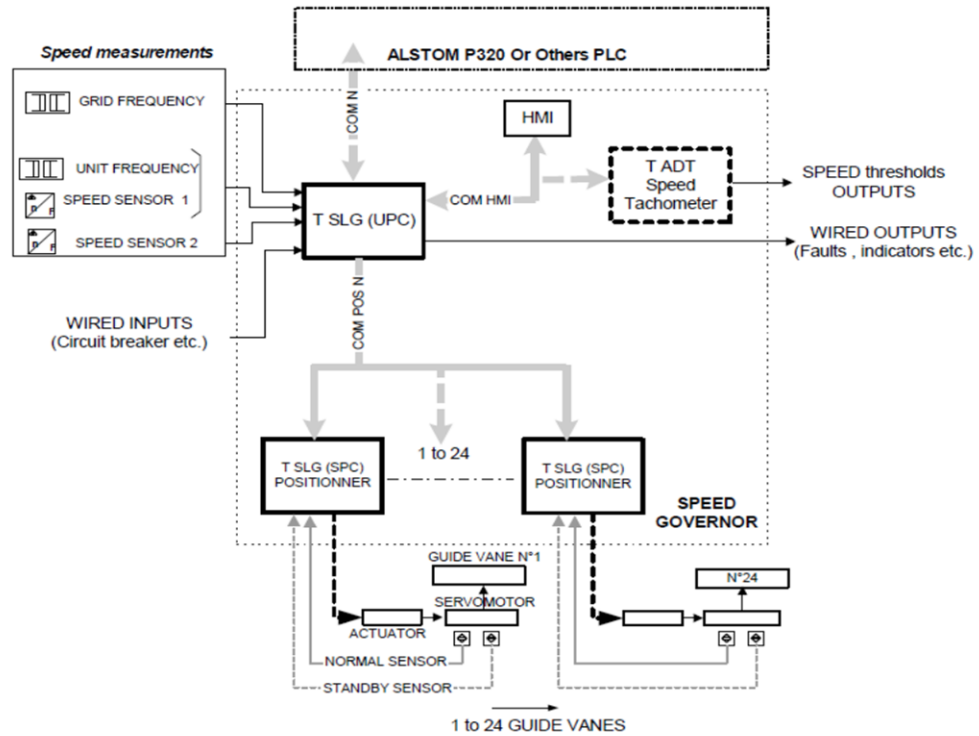 Speed measurements
ALSTOM P320 Or Others PLC
GRID FREQUENCY
COM N
HMI
UNIT FREQUENCY
SPEED SENSOR 1
SPEED SENSOR 2
T SLG (UPC)
COM HMI
T ADT
Speed
Tachometer
SPEED thresholds
OUTPUTS
WIRED OUTPUTS
(Faults , indicators etc.)
WIRED INPUTS
(Circuit breaker etc.)
COM POS N
1 to 24
T SLG (SPC)
POSITIONNER
T SLG (SPC)
POSITIONNER
SPEED
GOVERNOR
GUIDE VANE N°1
N°24
SERVOMOTOR
ACTUATOR
NORMAL SENSOR
STANDBY SENSOR
1 to 24 GUIDE VANES